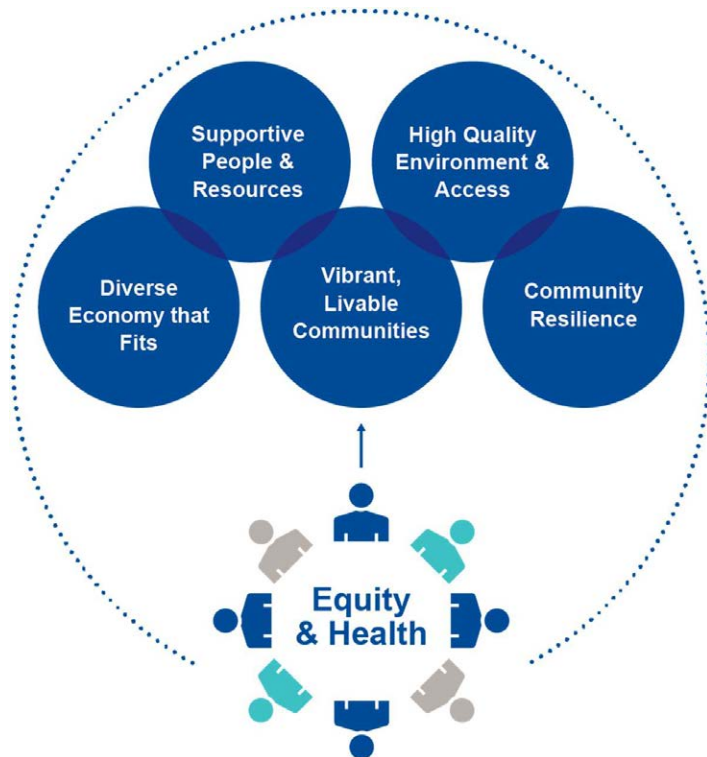 Supportive
People &
Resources
High Quality
Environment &
Access
Diverse
Economy that
Fits
Vibrant,
Livable
Communities
Community
Resilience
Equity
& Health